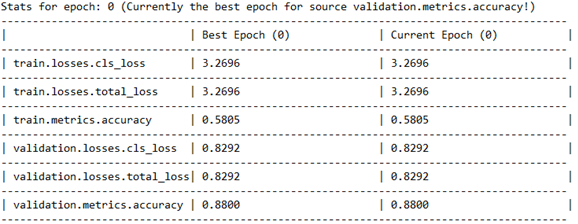 Stats for epoch: 0 (Currently the best epoch for source validation.metrics.accuracy!)
| | Best Epoch (0) | Current Epoch (0) |
| train.losses.cls_loss | 3.2696 | 3.2696 |
| train.losses.total_loss | 3.2696 | 3.2696 |
| train.metrics.accuracy | 0.5805 | 0.5805 |
| validation.losses.cls_loss | 0.8292 | 0.8292 |
| validation.losses.total_loss| 0.8292 | 0.8292 |
| validation.metrics.accuracy | 0.8800 | 0.8800 |